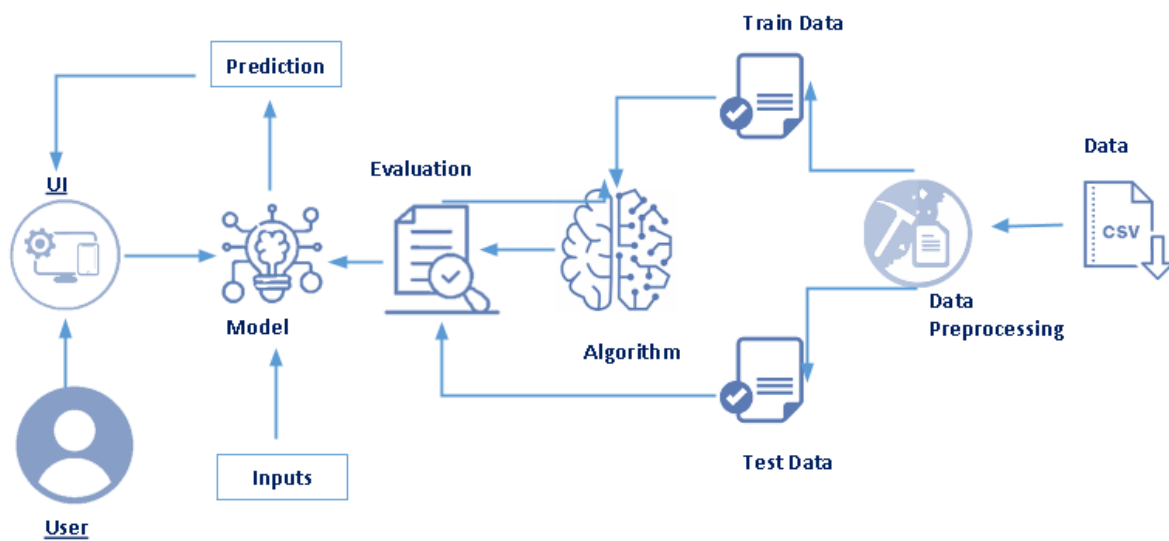 Train Data
Prediction
Data
Evaluation
UI
CSV
Model
Data
Preprocessing
Algorithm
Inputs
Test Data
User